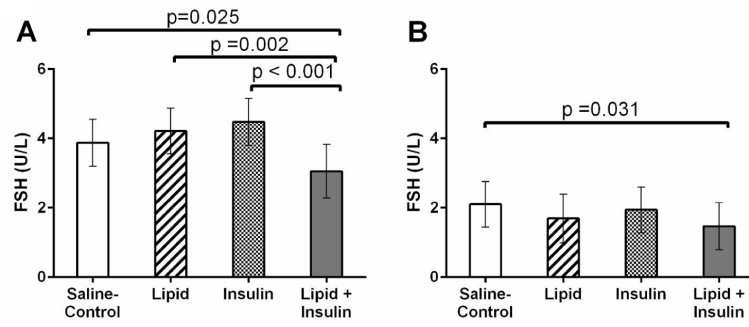 A
p=0.025
p =0.002
p < 0.001
FSH (U/L)
6
4
2
0
Saline-
Control
Lipid
Insulin
Lipid +
Insulin
B
p =0.031
FSH (U/L)
6
4
2
0
Saline-
Control
Lipid
Insulin
Lipid +
Insulin